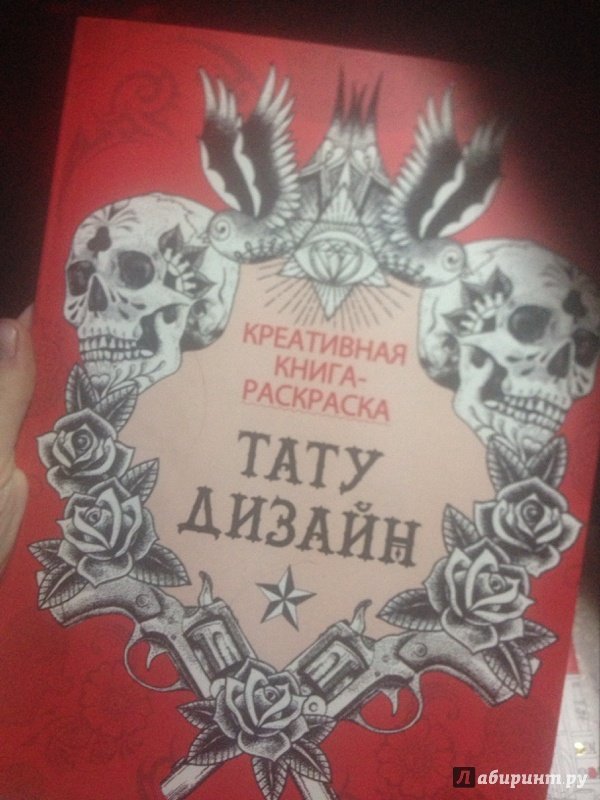 КРЕАТИВНАЯ
КНИГА-
РАСКРАСКА
ТАТУ
ДИЗАЙН
Лабиринт.ру